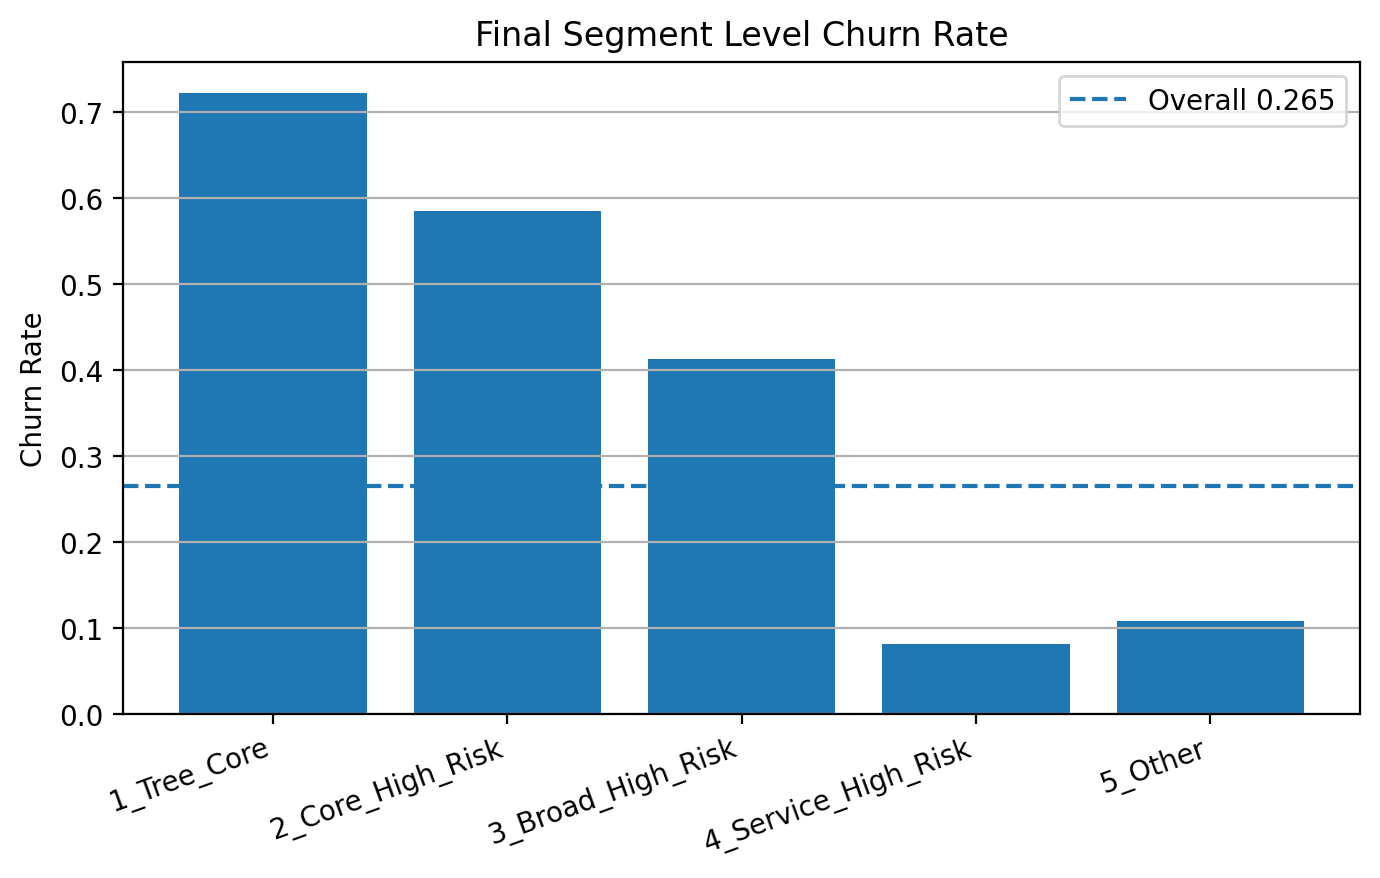 Final Segment Level Churn Rate
Overall 0.265
Churn Rate
0.7
0.6
0.5
0.4
0.3
0.2
0.1
0.0
1_Tree_Core
2_Core_High_Risk
3_Broad_High_Risk
4_Service_High_Risk
5_Other